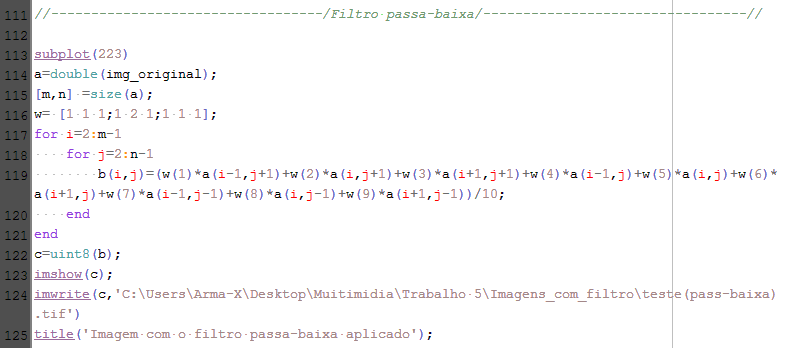 111 //---------------------------------/Filtro passa-baixa/--------------------------------//
112
113 subplot(223)
114 a=double(img_original);
115 [m,n] =size(a);
116 w= [1 1 1;1 2 1;1 1 1];
117 for i=2:m-1
118     for j=2:n-1
119         b(i,j)=(w(1)*a(i-1,j+1)+w(2)*a(i,j+1)+w(3)*a(i+1,j+1)+w(4)*a(i-1,j)+w(5)*a(i,j)+w(6)*
a(i+1,j)+w(7)*a(i-1,j-1)+w(8)*a(i,j-1)+w(9)*a(i+1,j-1))/10;
120     end
121 end
122 c=uint8(b);
123 imshow(c);
124 imwrite(c,'C:\Users\Arma-X\Desktop\Muitimidia\Trabalho 5\Imagens_com_filtro\teste(pass-baixa)
.tif')
125 title('Imagem com o filtro passa-baixa aplicado');